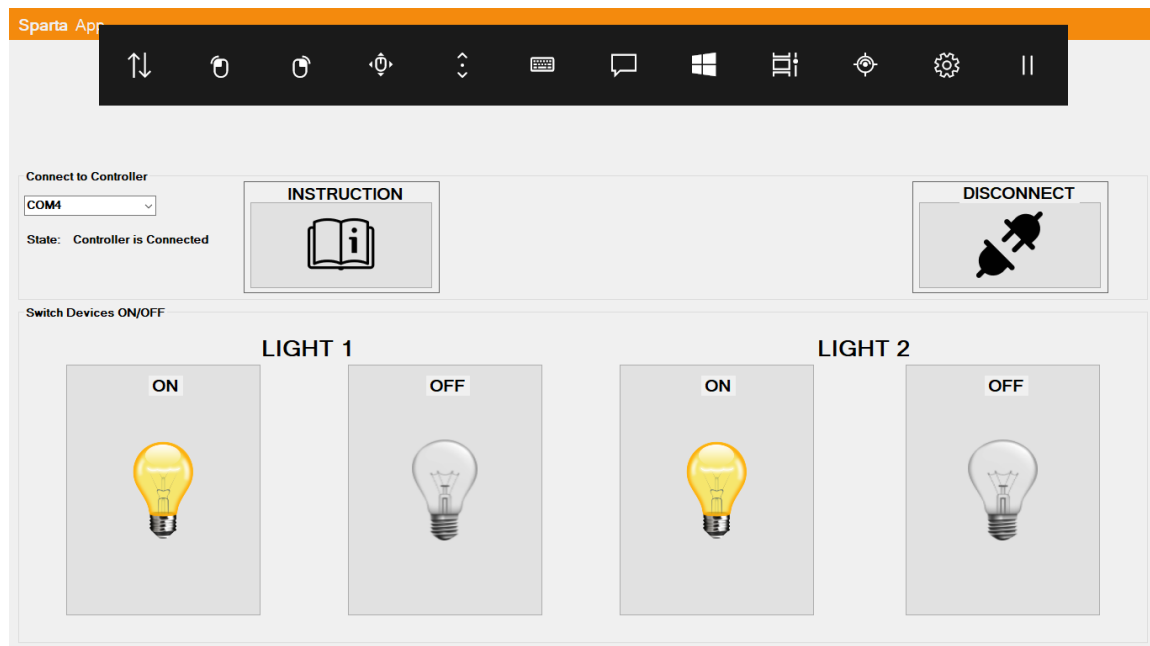 Sparta App
Connect to Controller
COM4
State: Controller is Connected
INSTRUCTION
i
DISCONNECT
Switch Devices ON/OFF
LIGHT 1
LIGHT 2
ON
OFF
ON
OFF